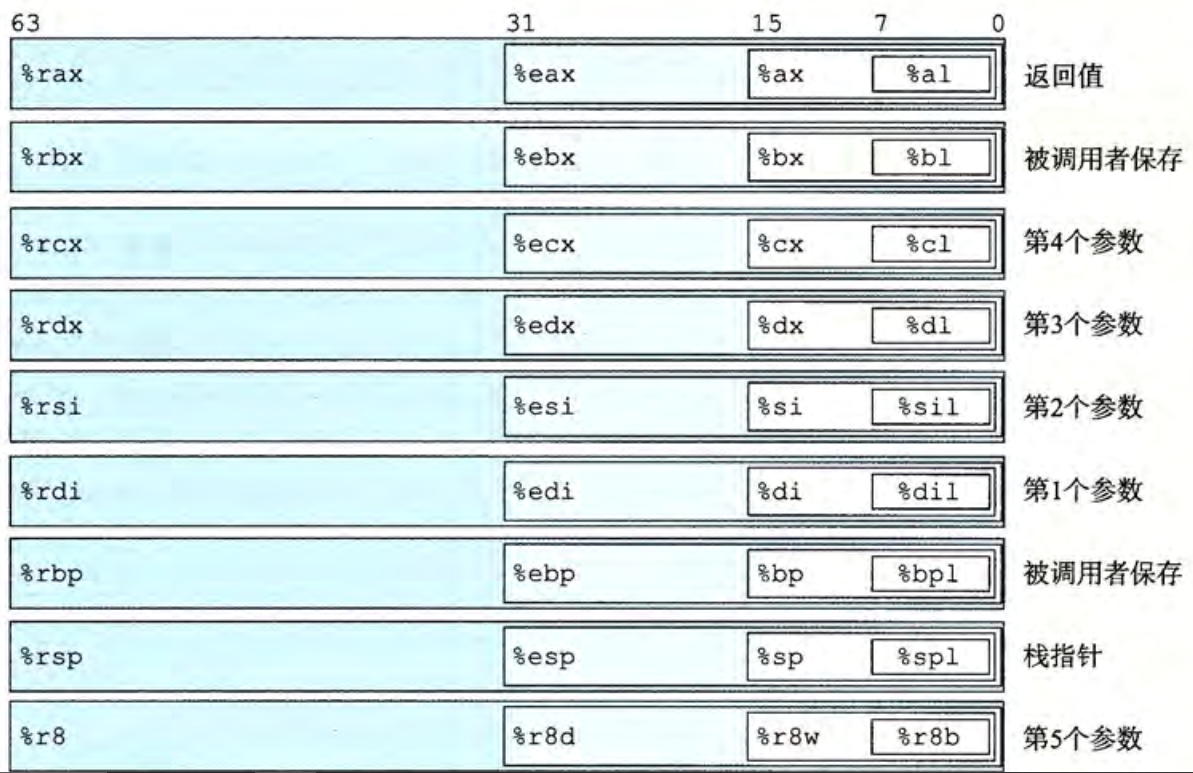 63 31 15 7 0
%rax %eax %ax %al 返回值
%rbx %ebx %bx %bl 被调用者保存
%rcx %ecx %cx %cl 第4个参数
%rdx %edx %dx %dl 第3个参数
%rsi %esi %si %sil 第2个参数
%rdi %edi %di %dil 第1个参数
%rbp %ebp %bp %bpl 被调用者保存
%rsp %esp %sp %spl 栈指针
%r8 %r8d %r8w %r8b 第5个参数